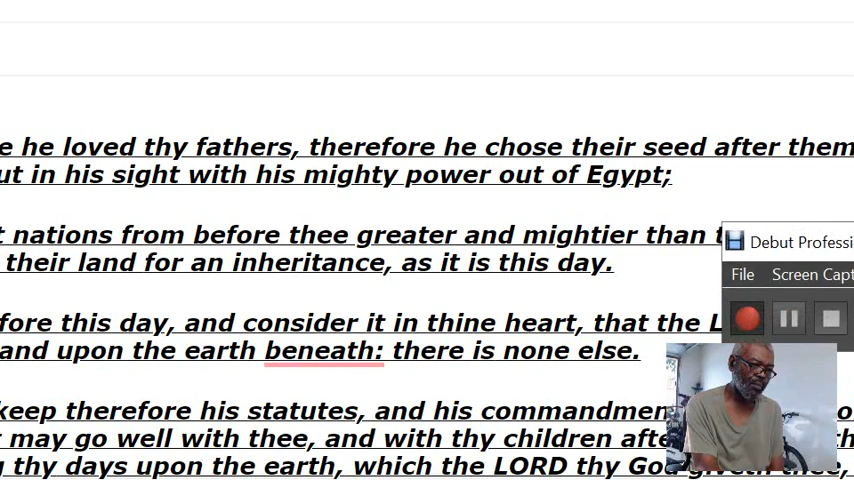 e he loved thy fathers, therefore he chose their seed after them
ut in his sight with his mighty power out of Egypt;
t nations from before thee greater and mightier than t
their land for an inheritance, as it is this day.
Debut Professi
File Screen Capt
fore this day, and consider it in thine heart, that the L
and upon the earth beneath: there is none else.
keep therefore his statutes, and his commandmen
t may go well with thee, and with thy children afte
g thy days upon the earth, which the LORD thy God giveth thee,